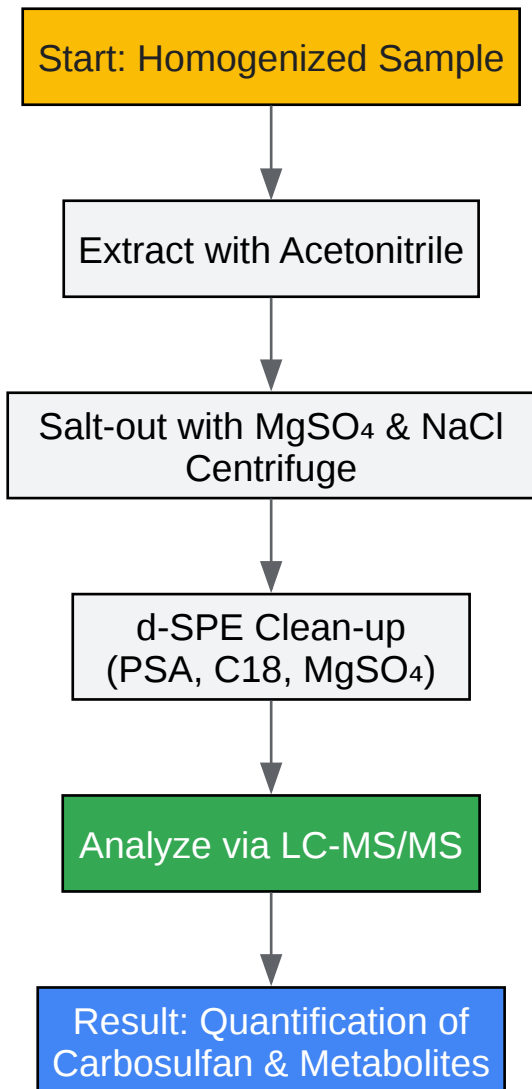 Start: Homogenized Sample
Extract with Acetonitrile
Salt-out with MgSO₄ & NaCl
Centrifuge
d-SPE Clean-up
(PSA, C18, MgSO₄)
Analyze via LC-MS/MS
Result: Quantification of
Carbosulfan & Metabolites